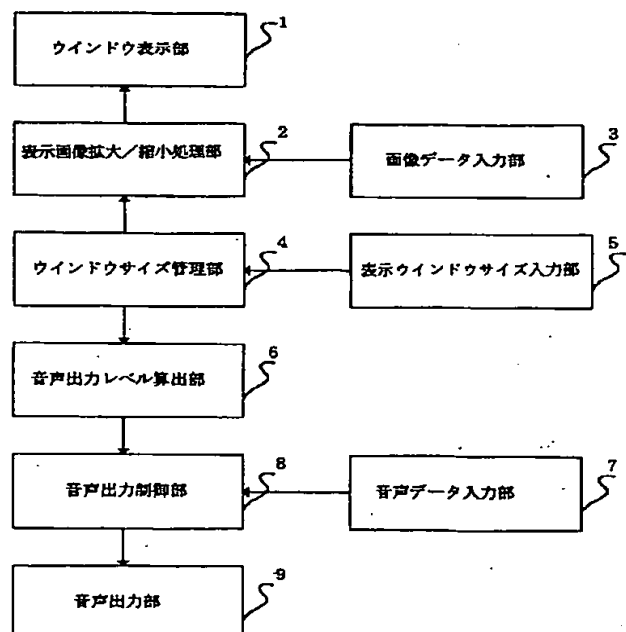 1
ウインドウ表示部
2
表示画像拡大／縮小処理部
3
画像データ入力部
4
ウインドウサイズ管理部
5
表示ウインドウサイズ入力部
6
音声出力レベル算出部
8
音声出力制御部
7
音声データ入力部
9
音声出力部